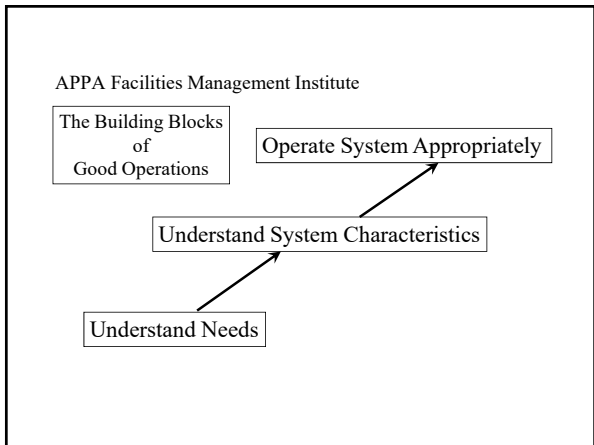 APPA Facilities Management Institute
The Building Blocks
of
Good Operations
Operate System Appropriately
Understand System Characteristics
Understand Needs